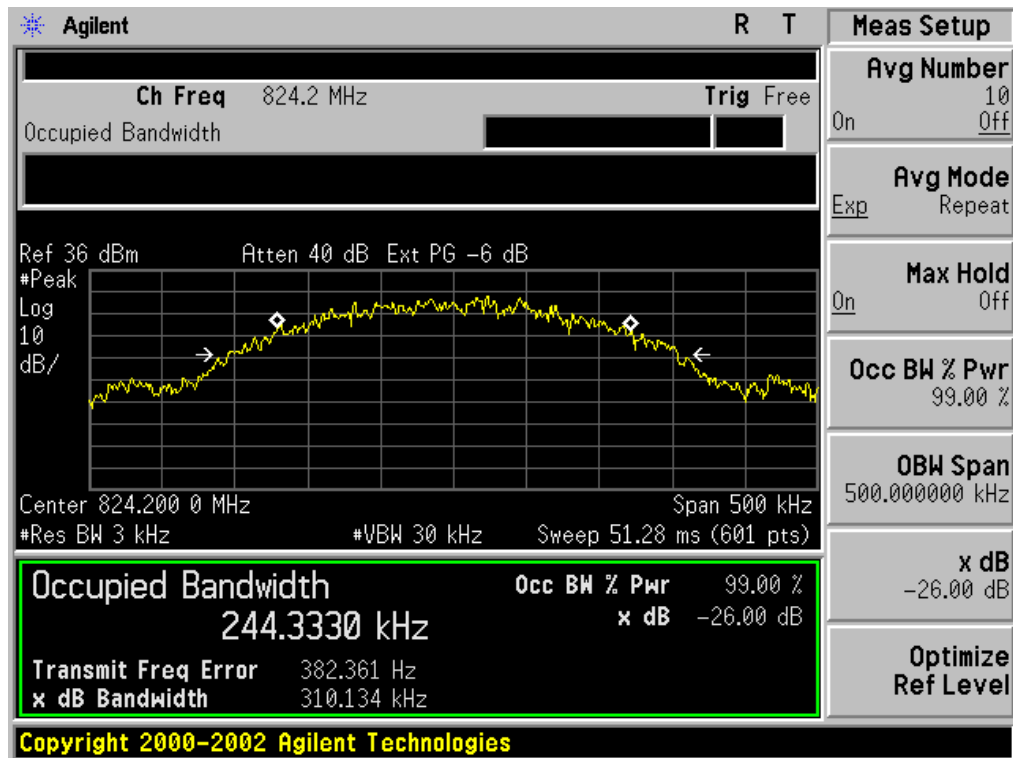 Agilent
R T
Ch Freq 824.2 MHz
Trig Free
Occupied Bandwidth
Ref 36 dBm
Atten 40 dB
Ext PG -6 dB
#Peak
Log
10
dB/
Center 824.200 0 MHz
Span 500 kHz
#Res BW 3 kHz
#VBW 30 kHz
Sweep 51.28 ms (601 pts)
Occupied Bandwidth
244.3330 kHz
Occ BW % Pwr 99.00 %
x dB -26.00 dB
Transmit Freq Error 382.361 Hz
x dB Bandwidth 310.134 kHz
Meas Setup
Avg Number
10
On Off
Avg Mode
Exp Repeat
Max Hold
On Off
Occ BW % Pwr
99.00 %
OBW Span
500.000000 kHz
x dB
-26.00 dB
Optimize
Ref Level
Copyright 2000-2002 Agilent Technologies